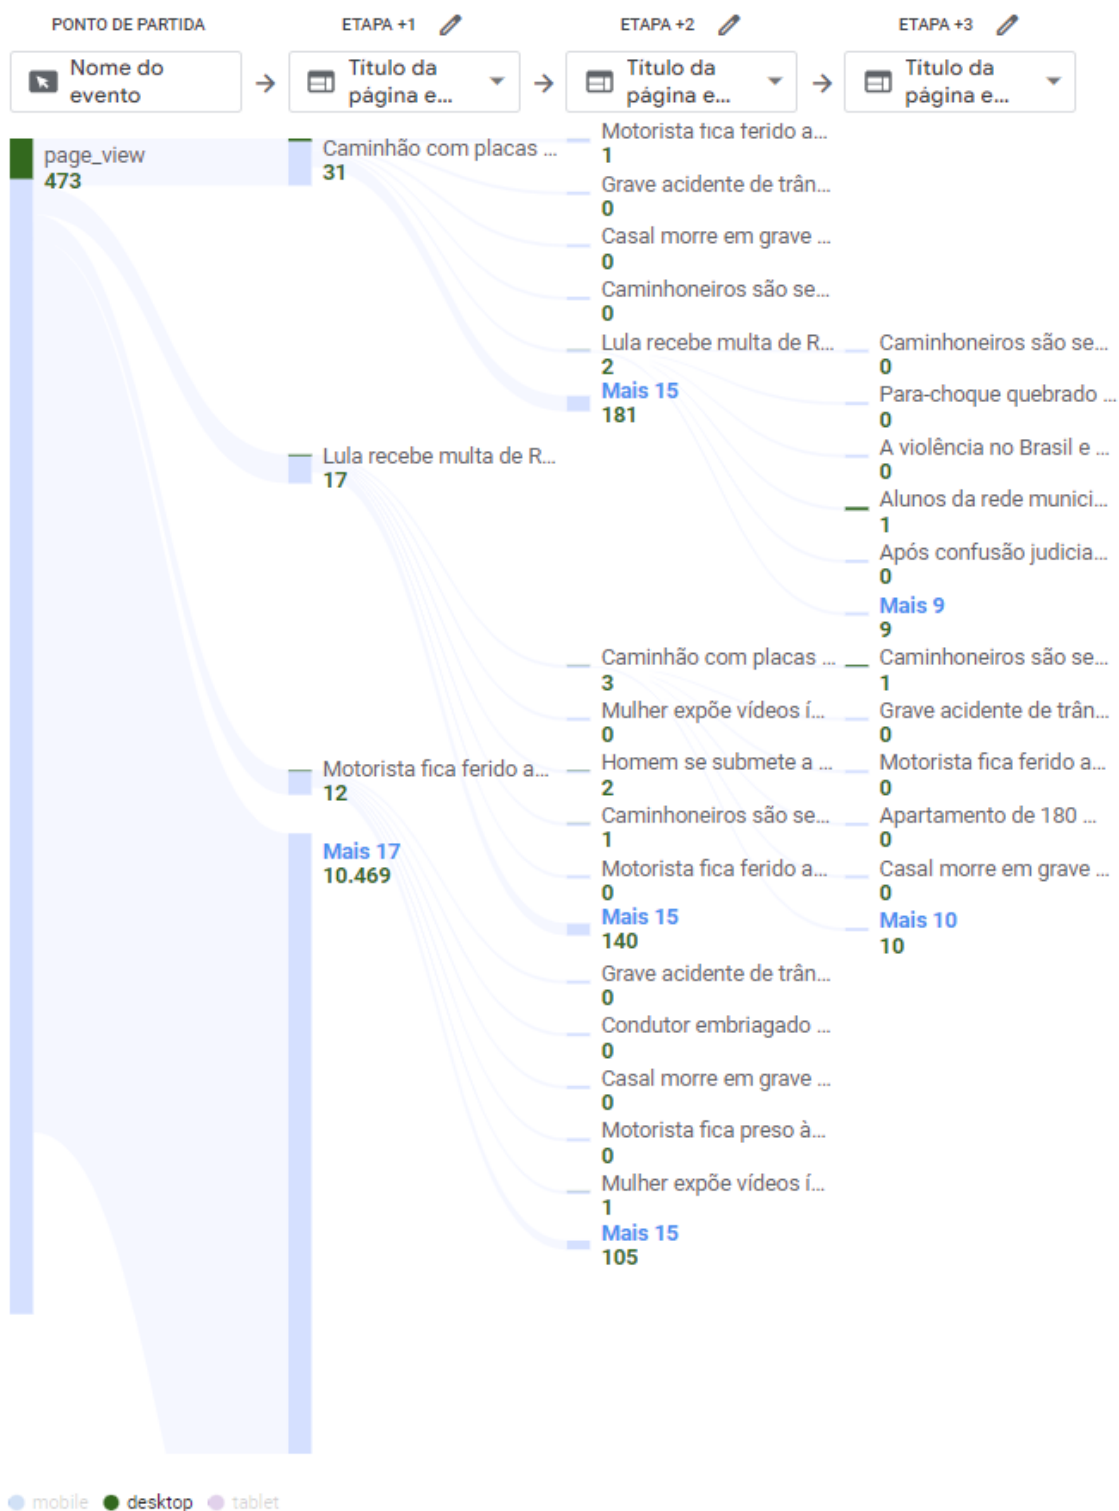 PONTO DE PARTIDA
ETAPA +1
ETAPA +2
ETAPA +3
Nome do
evento
Título da
página e...
Título da
página e...
Título da
página e...
page_view
473
Caminhão com placas ...
31
Lula recebe multa de R...
17
Motorista fica ferido a...
12
Mais 17
10.469
Motorista fica ferido a...
1
Grave acidente de trân...
0
Casal morre em grave ...
0
Caminhoneiros são se...
0
Lula recebe multa de R...
2
Mais 15
181
Caminhão com placas ...
3
Mulher expõe vídeos í...
0
Homem se submete a ...
2
Caminhoneiros são se...
1
Motorista fica ferido a...
0
Mais 15
140
Grave acidente de trân...
0
Condutor embriagado ...
0
Casal morre em grave ...
0
Motorista fica preso à...
0
Mulher expõe vídeos í...
1
Mais 15
105
Caminhoneiros são se...
0
Para-choque quebrado ...
0
A violência no Brasil e ...
0
Alunos da rede munici...
1
Após confusão judicia...
0
Mais 9
9
Caminhoneiros são se...
1
Grave acidente de trân...
0
Motorista fica ferido a...
0
Apartamento de 180 ...
0
Casal morre em grave ...
0
Mais 10
10
mobile desktop tablet